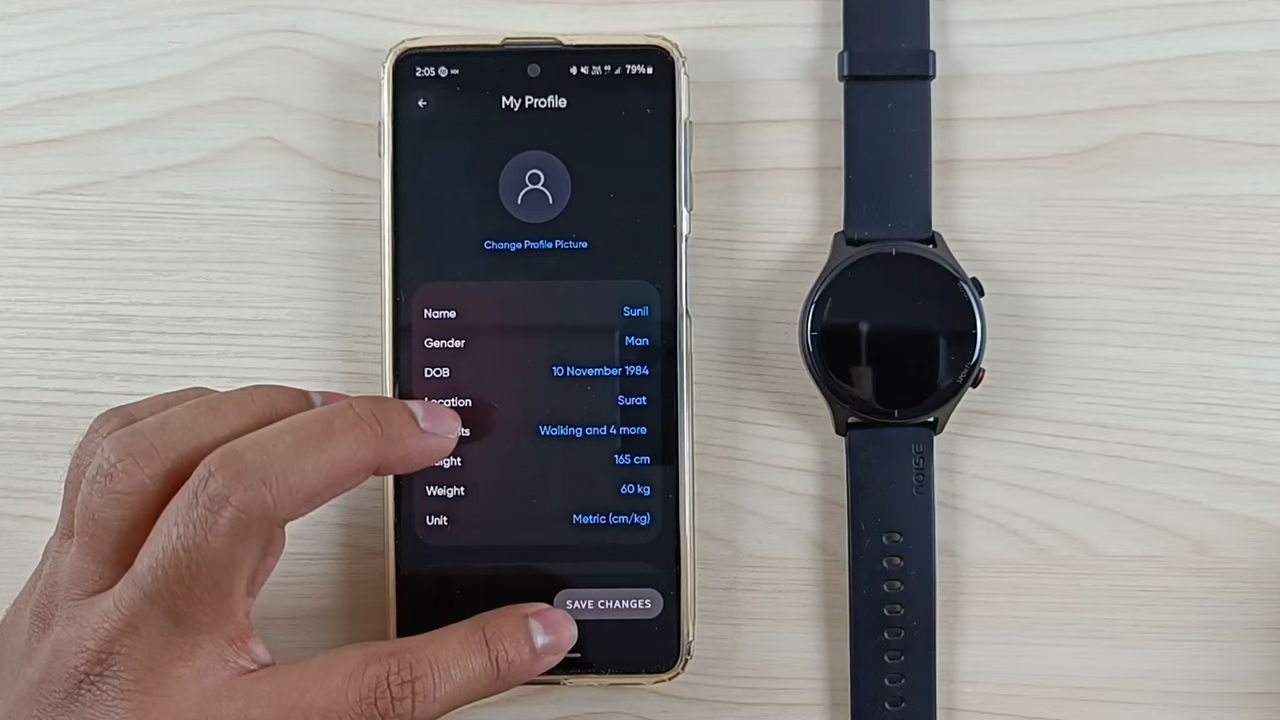 2:05 79%
My Profile
Change Profile Picture
Name Sunil
Gender Man
DOB 10 November 1984
Location Surat
Walking and 4 more
165 cm
Weight 60 kg
Unit Metric (cm/kg)
SAVE CHANGES
SPORTS
NOISE